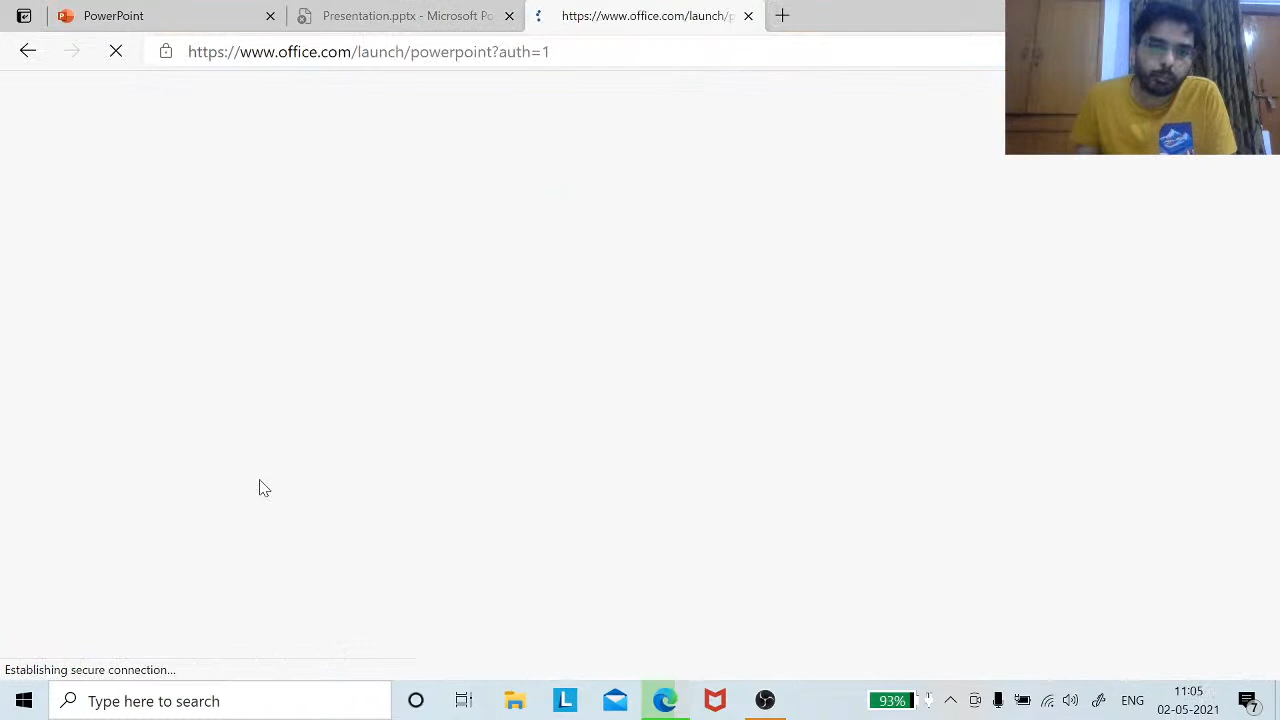 PowerPoint
Presentation.pptx - Microsoft Po
https://www.office.com/launch/p
https://www.office.com/launch/powerpoint?auth=1
Establishing secure connection...
Type here to search
L
93%
ENG
11:05
02-05-2021
7